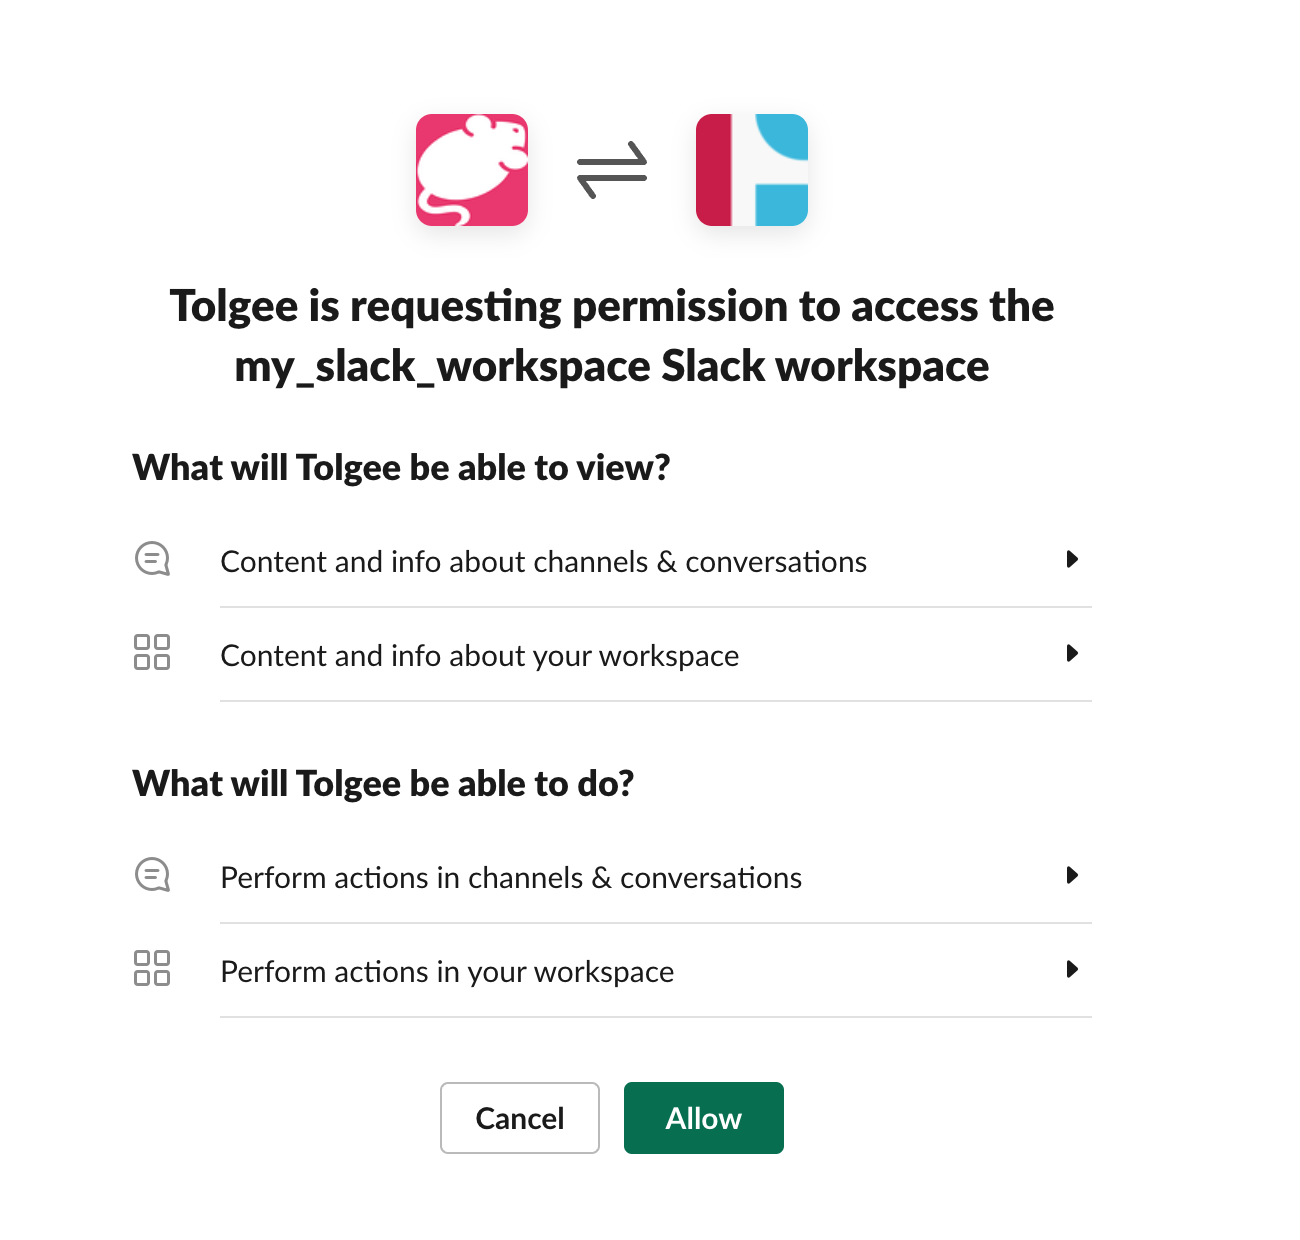 Tolgee is requesting permission to access the
my_slack_workspace Slack workspace
What will Tolgee be able to view?
Content and info about channels & conversations
Content and info about your workspace
What will Tolgee be able to do?
Perform actions in channels & conversations
Perform actions in your workspace
Cancel
Allow